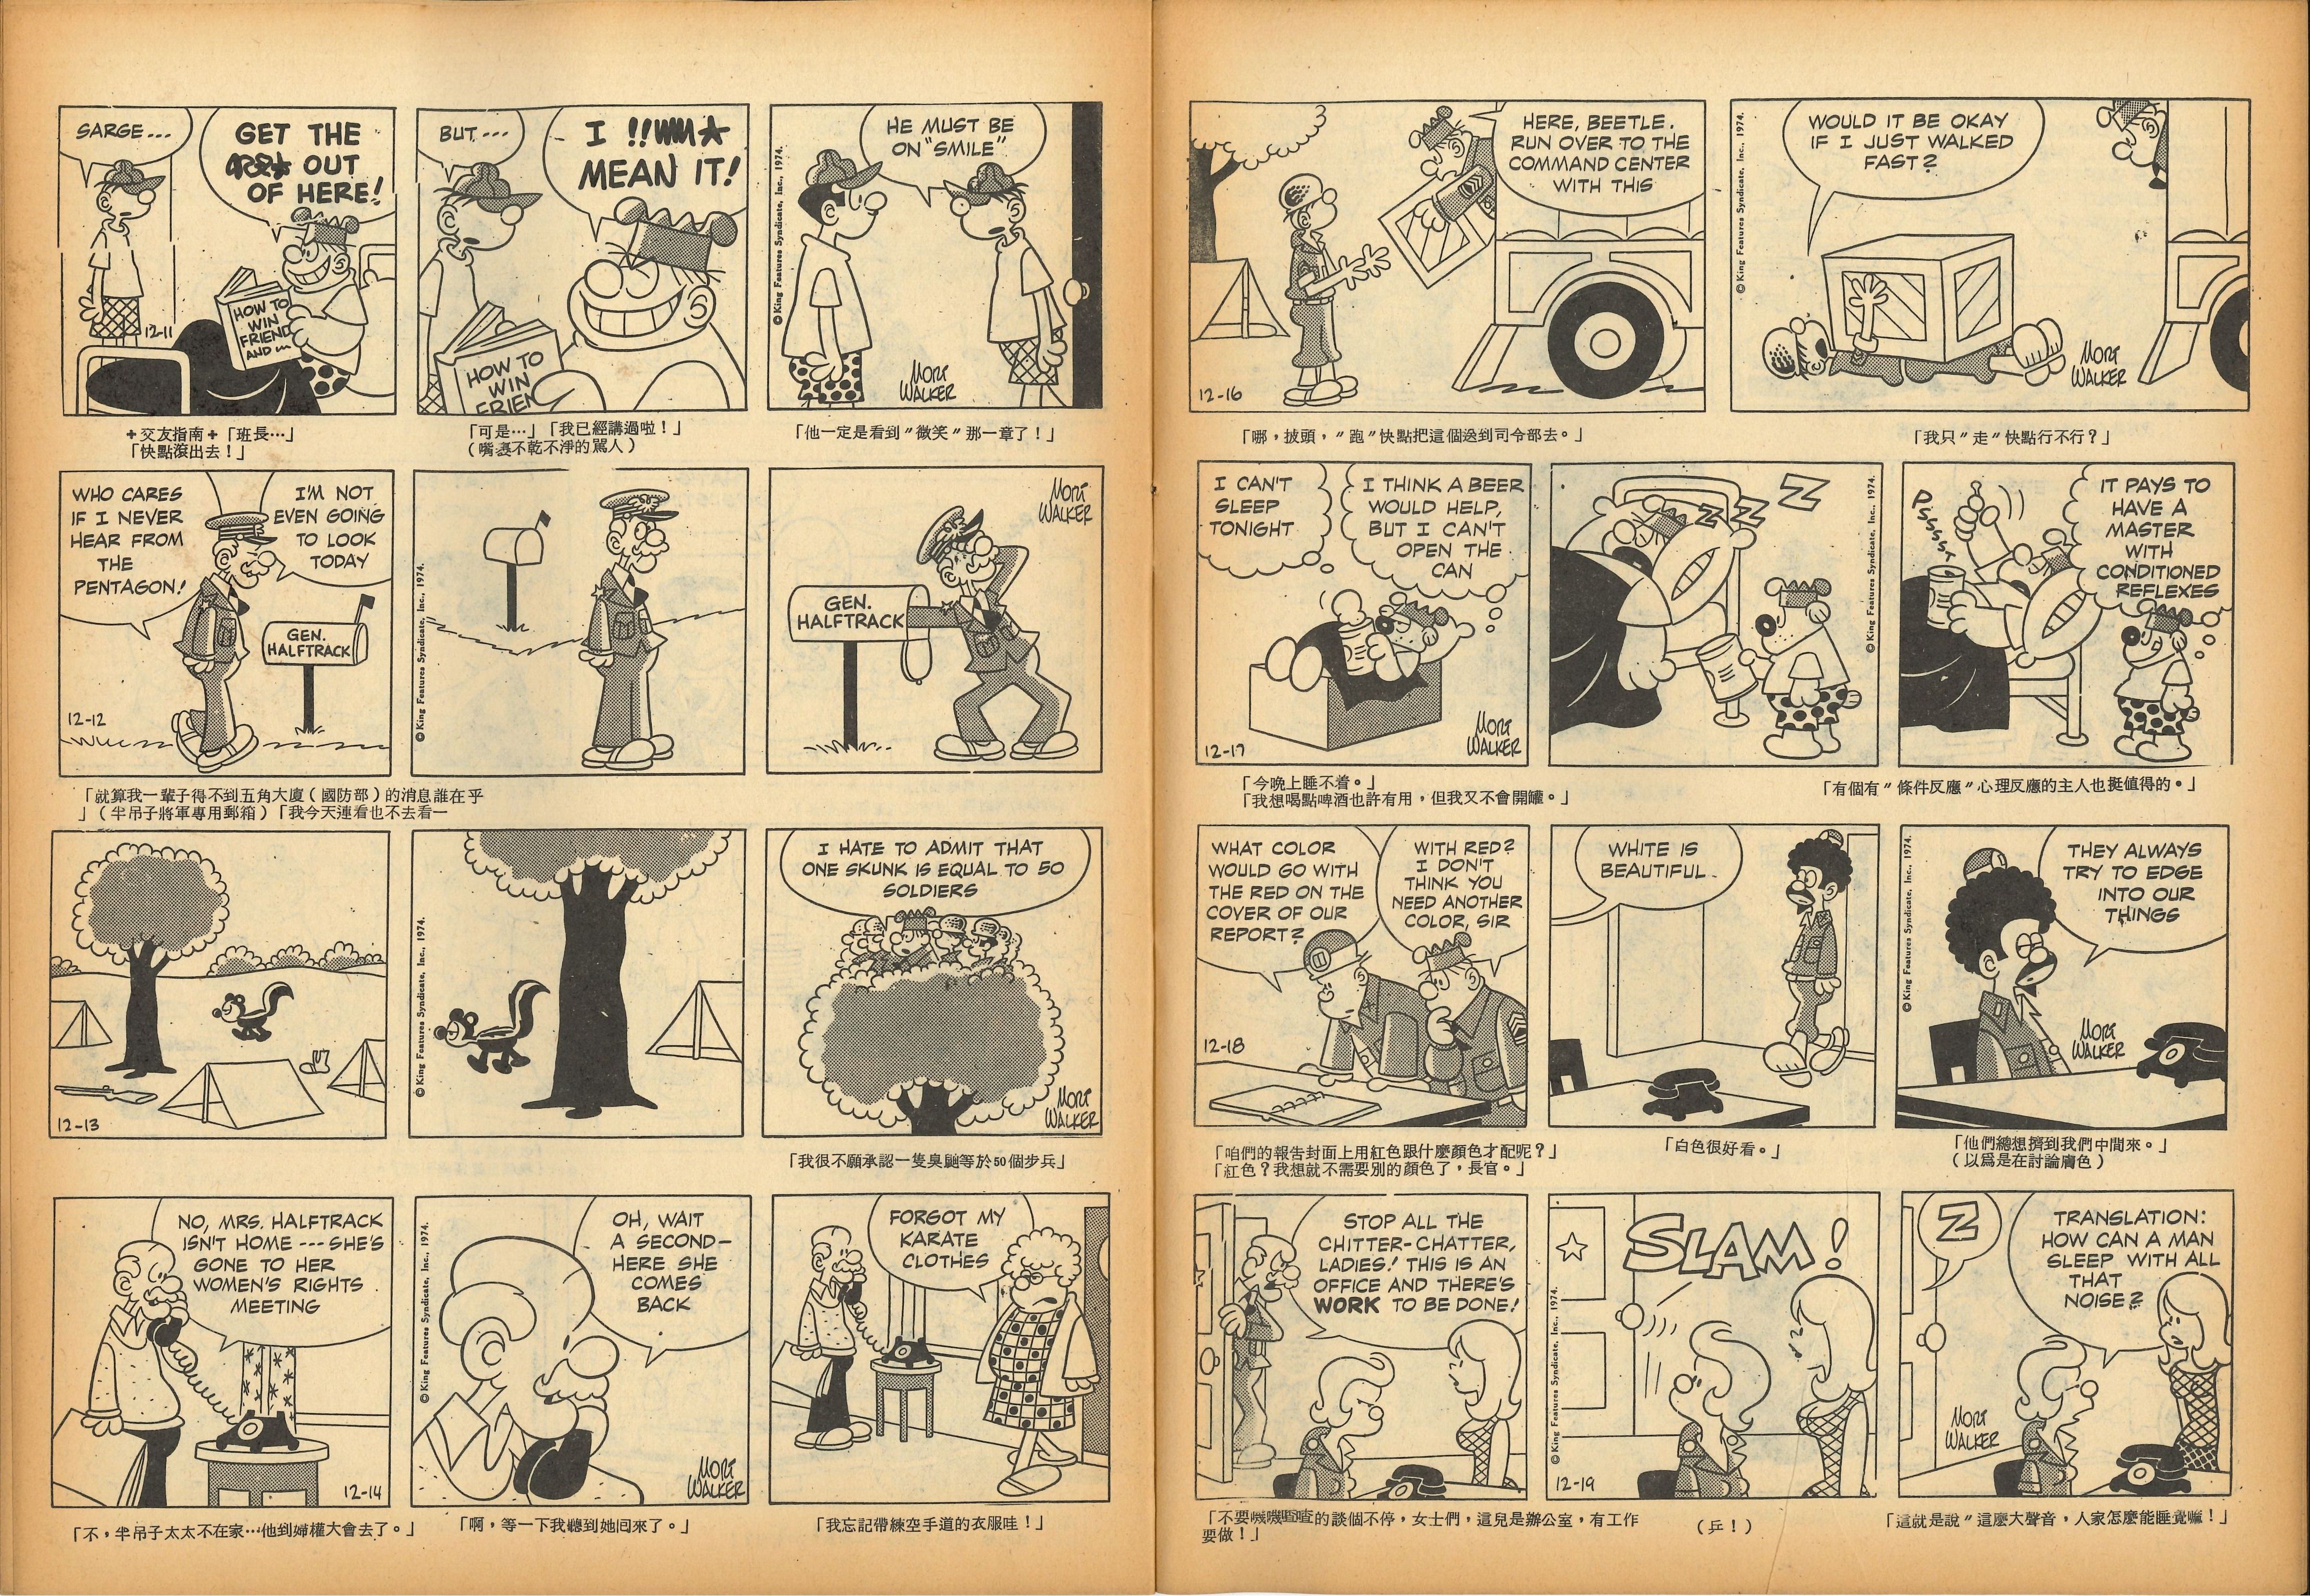 SARGE...
GET THE
OUT
OF HERE!
HOW TO
WIN
FRIEND
AND
12-11
BUT...
I !!
MEAN IT!
HOW TO
WIN
FRIEN
© King Features Syndicate, Inc., 1974.
HE MUST BE
ON "SMILE"
MORT
WALKER
+交友指南+「班長…」
「快點滾出去!」
「可是…」「我已經講過啦!」
(嘴裹不乾不淨的罵人)
「他一定是看到"微笑"那一章了!」
WHO CARES
IF I NEVER
HEAR FROM
THE
PENTAGON!
I'M NOT
EVEN GOING
TO LOOK
TODAY
GEN.
HALFTRACK
12-12
© King Features Syndicate, Inc., 1974.
MORT
WALKER
GEN.
HALFTRACK
「就算我一輩子得不到五角大廈(國防部)的消息誰在乎
」(半吊子將軍專用郵箱)「我今天連看也不去看一
12-13
© King Features Syndicate, Inc., 1974.
I HATE TO ADMIT THAT
ONE SKUNK IS EQUAL TO 50
SOLDIERS
MORT
WALKER
「我很不願承認一隻臭鼬等於50個步兵」
NO, MRS. HALFTRACK
ISN'T HOME --- SHE'S
GONE TO HER
WOMEN'S RIGHTS
MEETING
12-14
© King Features Syndicate, Inc., 1974.
OH, WAIT
A SECOND-
HERE SHE
COMES
BACK
MORT
WALKER
FORGOT MY
KARATE
CLOTHES
「不,半吊子太太不在家…他到婦權大會去了。」
「啊,等一下我聽到她回來了。」
「我忘記帶練空手道的衣服哇!」
HERE, BEETLE.
RUN OVER TO THE
COMMAND CENTER
WITH THIS
12-16
© King Features Syndicate, Inc., 1974.
WOULD IT BE OKAY
IF I JUST WALKED
FAST?
MORT
WALKER
「哪,披頭,"跑"快點把這個送到司令部去。」
「我只"走"快點行不行?」
I CAN'T
SLEEP
TONIGHT
I THINK A BEER
WOULD HELP,
BUT I CAN'T
OPEN THE
CAN
12-17
MORT
WALKER
Z Z Z
© King Features Syndicate, Inc., 1974.
PSSSSST
IT PAYS TO
HAVE A
MASTER
WITH
CONDITIONED
REFLEXES
「今晚上睡不着。」
「我想喝點啤酒也許有用,但我又不會開罐。」
「有個有"條件反應"心理反應的主人也挺值得的。」
WHAT COLOR
WOULD GO WITH
THE RED ON THE
COVER OF OUR
REPORT?
WITH RED?
I DON'T
THINK YOU
NEED ANOTHER
COLOR, SIR
12-18
WHITE IS
BEAUTIFUL.
© King Features Syndicate, Inc., 1974.
THEY ALWAYS
TRY TO EDGE
INTO OUR
THINGS
MORT
WALKER
「咱們的報告封面上用紅色跟什麽顏色才配呢?」
「紅色?我想就不需要別的顏色了,長官。」
「白色很好看。」
「他們總想擠到我們中間來。」
(以爲是在討論膚色)
STOP ALL THE
CHITTER-CHATTER,
LADIES! THIS IS AN
OFFICE AND THERE'S
WORK TO BE DONE!
SLAM!
© King Features Syndicate, Inc., 1974.
12-19
Z
TRANSLATION:
HOW CAN A MAN
SLEEP WITH ALL
THAT
NOISE?
MORT
WALKER
「不要嘰嘰喳喳的談個不停,女士們,這兒是辦公室,有工作
要做!」
(乒!)
「這就是說"這麽大聲音,人家怎麽能睡覺嘛!」